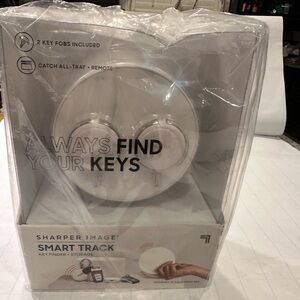 2 KEY FOBS INCLUDED
CATCH ALL-TRAY + REMOTE
ALWAYS FIND
YOUR KEYS
SHARPER IMAGE®
SMART TRACK
KEY FINDER + STORAGE